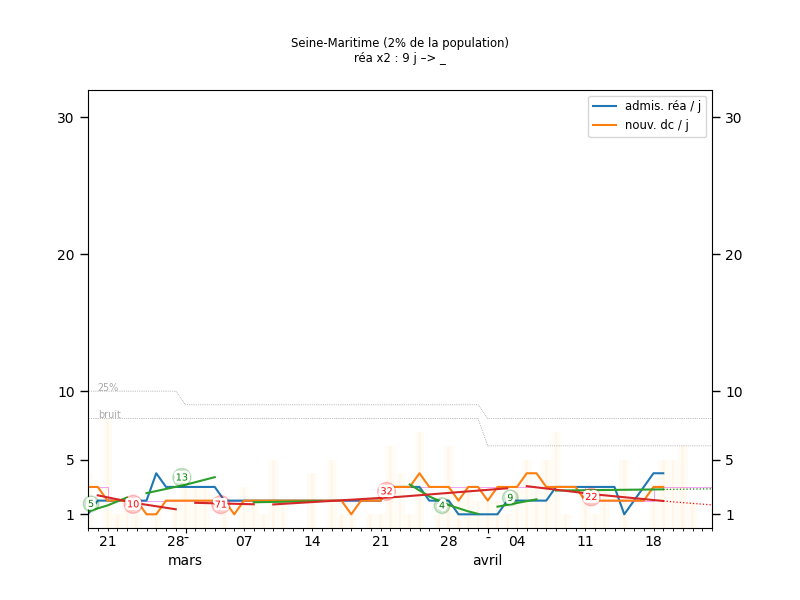 Seine-Maritime (2% de la population)
réa x2 : 9 j –> _
admis. réa / j
nouv. dc / j
30 30
20 20
10 10
25%
bruit
5 5
1 1
5 10 13 71 32 4 9 22
21 28 07 14 21 28 04 11 18
mars avril